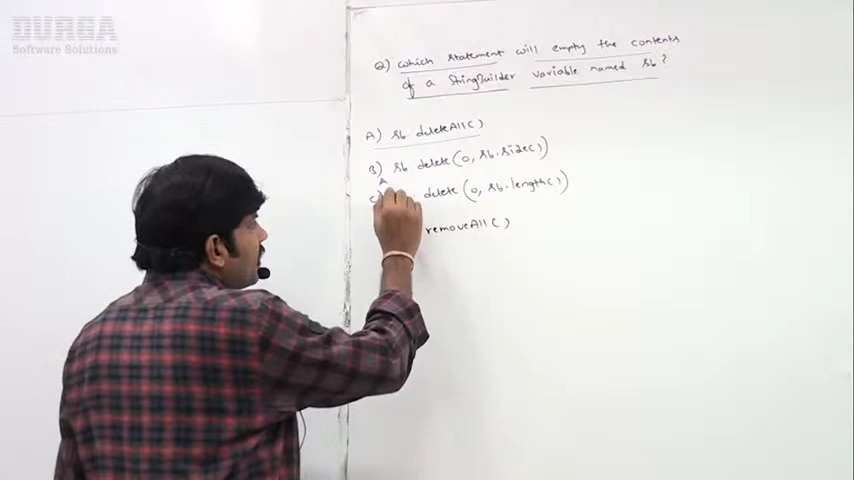 DURGA
Software Solutions
Q) which statement will empty the contents
of a StringBuilder variable named sb?
A) sb deleteAll()
B) sb delete(0, sb.size())
C) delete(0, sb.length())
removeAll()